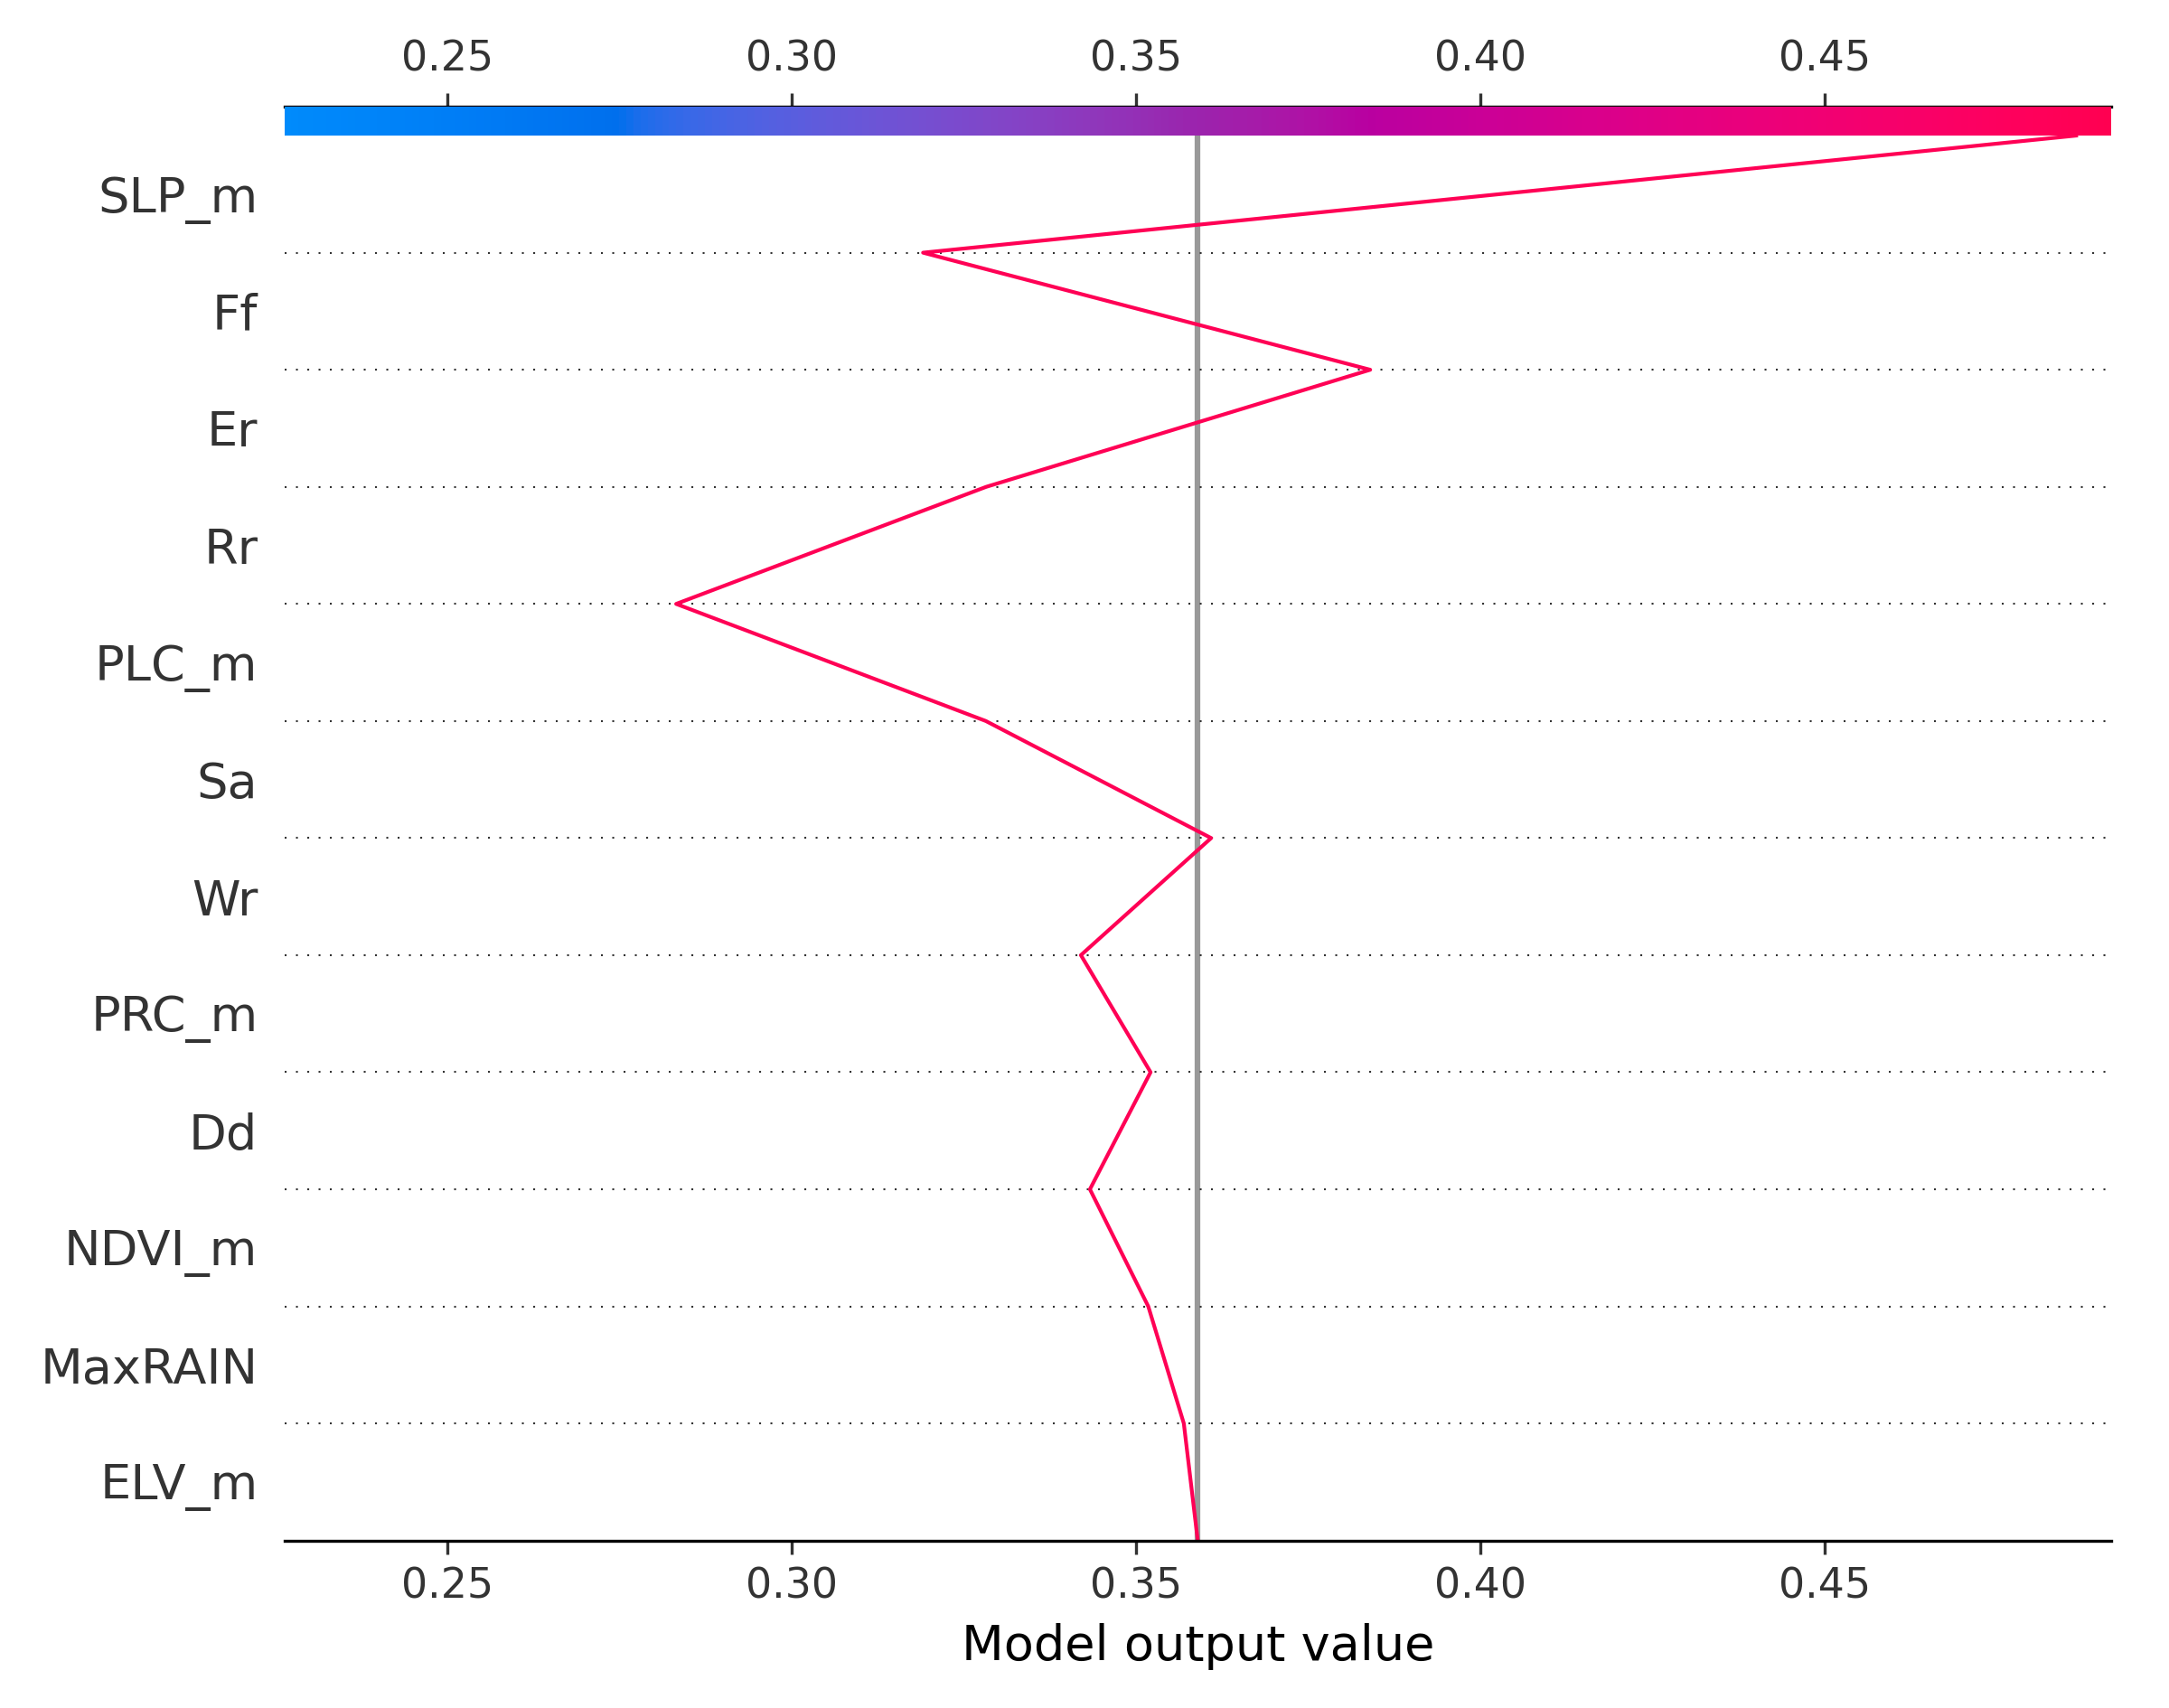 0.25 0.30 0.35 0.40 0.45
SLP_m
Ff
Er
Rr
PLC_m
Sa
Wr
PRC_m
Dd
NDVI_m
MaxRAIN
ELV_m
0.25 0.30 0.35 0.40 0.45
Model output value